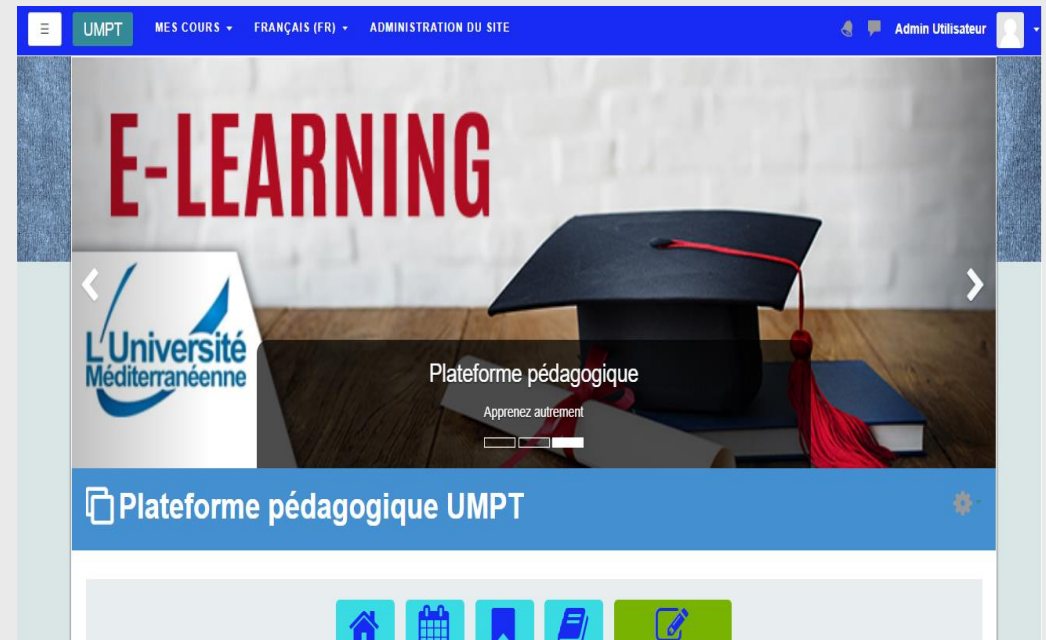 UMPT MES COURS FRANÇAIS (FR) ADMINISTRATION DU SITE Admin Utilisateur
E-LEARNING
L'Université
Méditerranéenne
Plateforme pédagogique
Apprenez autrement
Plateforme pédagogique UMPT